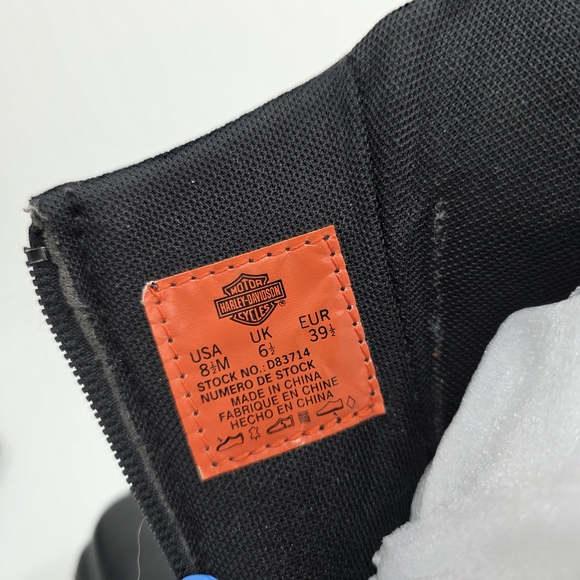 MOTOR
HARLEY-DAVIDSON
CYCLES
®
USA UK EUR
8½M 6½ 39½
STOCK NO.: D83714
NUMERO DE STOCK
MADE IN CHINA
FABRIQUE EN CHINE
HECHO EN CHINA